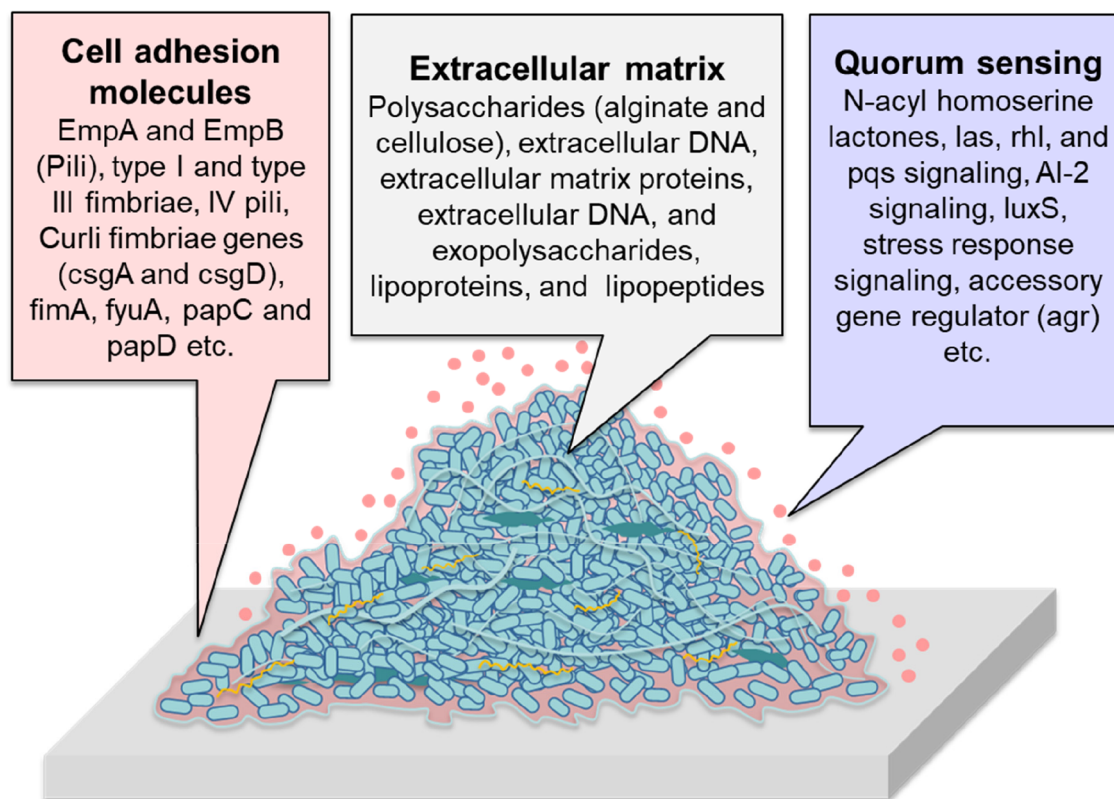 Cell adhesion
molecules
EmpA and EmpB
(Pili), type I and type
III fimbriae, IV pili,
Curli fimbriae genes
(csgA and csgD),
fimA, fyuA, papC and
papD etc.
Extracellular matrix
Polysaccharides (alginate and
cellulose), extracellular DNA,
extracellular matrix proteins,
extracellular DNA, and
exopolysaccharides,
lipoproteins, and lipopeptides
Quorum sensing
N-acyl homoserine
lactones, las, rhl, and
pqs signaling, AI-2
signaling, luxS,
stress response
signaling, accessory
gene regulator (agr)
etc.